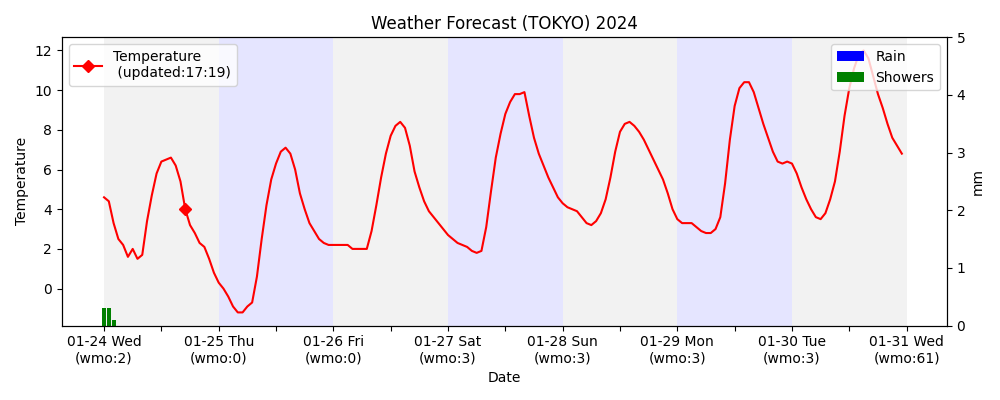 Weather Forecast (TOKYO) 2024
Temperature
(updated:17:19)
Rain
Showers
12
10
8
6
4
2
0
Temperature
5
4
3
2
1
0
mm
01-24 Wed
(wmo:2)
01-25 Thu
(wmo:0)
01-26 Fri
(wmo:0)
01-27 Sat
(wmo:3)
01-28 Sun
(wmo:3)
01-29 Mon
(wmo:3)
01-30 Tue
(wmo:3)
01-31 Wed
(wmo:61)
Date